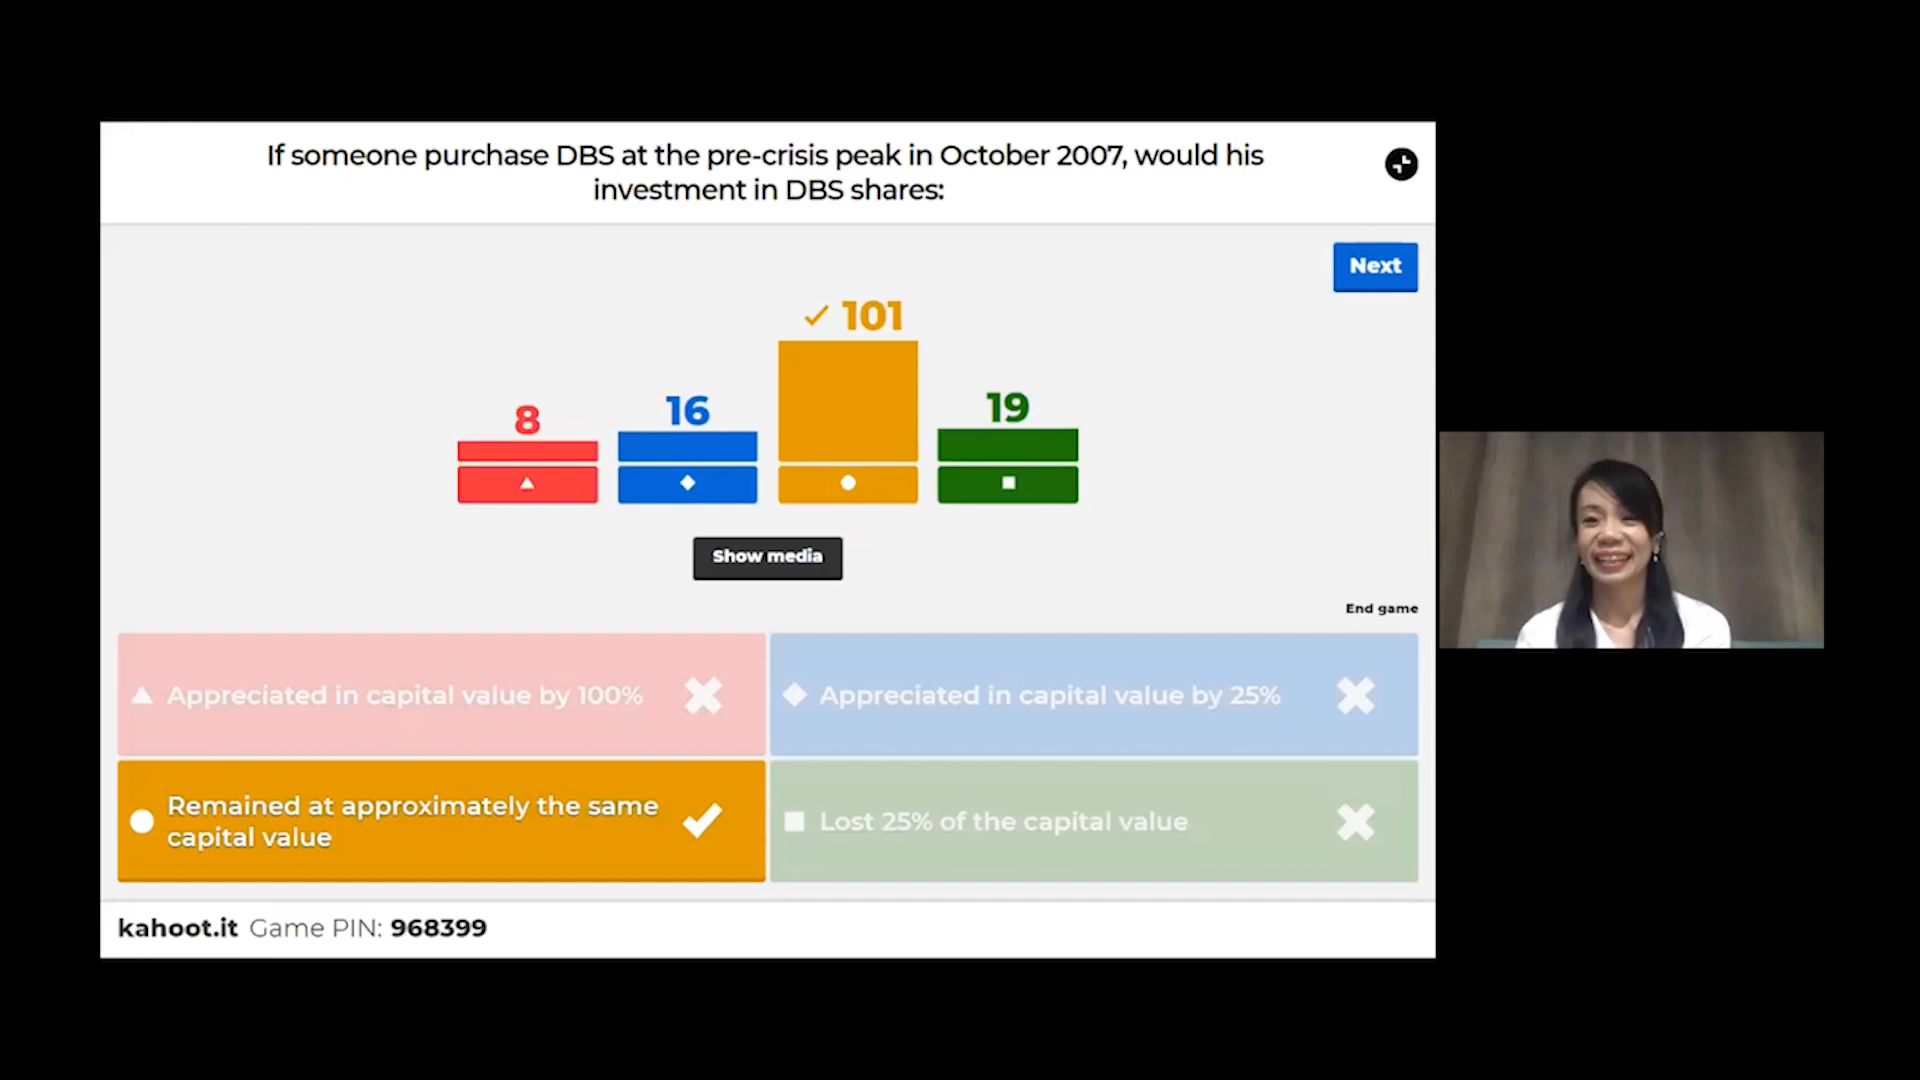 If someone purchase DBS at the pre-crisis peak in October 2007, would his
investment in DBS shares:
Next
101
8
16
19
Show media
End game
Appreciated in capital value by 100%
Appreciated in capital value by 25%
Remained at approximately the same
capital value
Lost 25% of the capital value
kahoot.it Game PIN: 968399